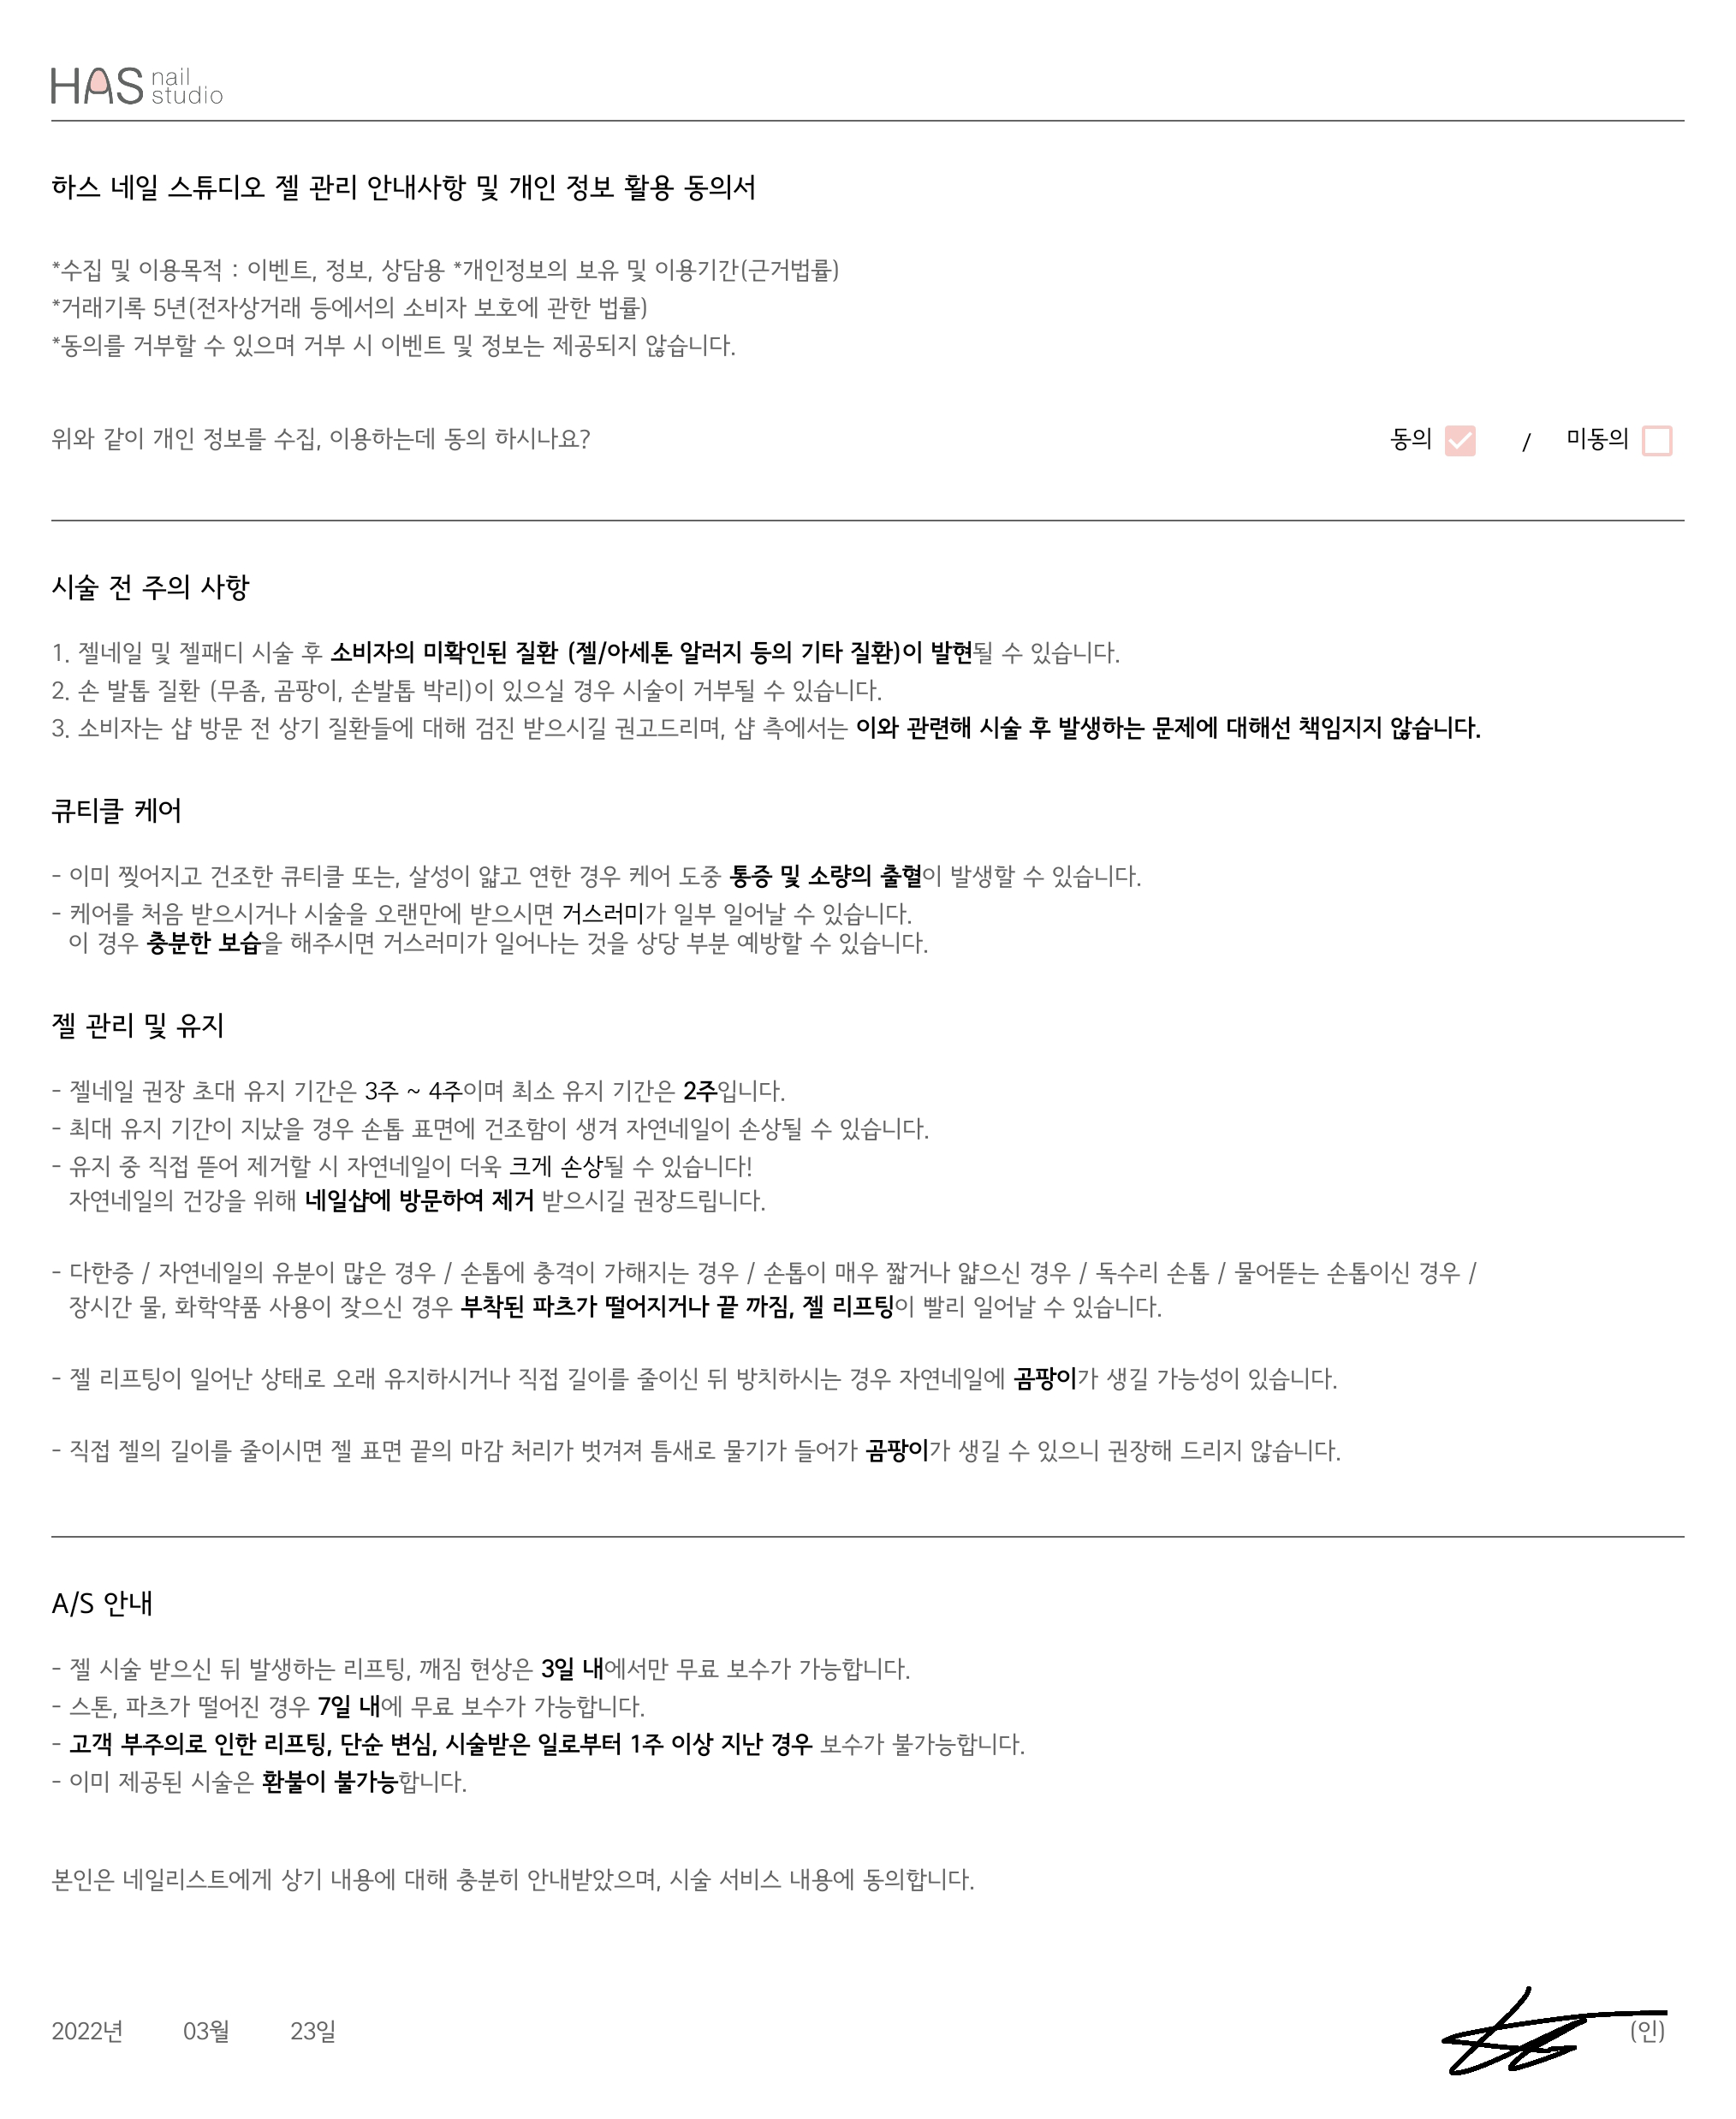 HAS nail studio
하스 네일 스튜디오 젤 관리 안내사항 및 개인 정보 활용 동의서
*수집 및 이용목적 : 이벤트, 정보, 상담용 *개인정보의 보유 및 이용기간(근거법률)
*거래기록 5년(전자상거래 등에서의 소비자 보호에 관한 법률)
*동의를 거부할 수 있으며 거부 시 이벤트 및 정보는 제공되지 않습니다.
위와 같이 개인 정보를 수집, 이용하는데 동의 하시나요? 동의 / 미동의
시술 전 주의 사항
1. 젤네일 및 젤패디 시술 후 소비자의 미확인된 질환 (젤/아세톤 알러지 등의 기타 질환)이 발현될 수 있습니다.
2. 손 발톱 질환 (무좀, 곰팡이, 손발톱 박리)이 있으실 경우 시술이 거부될 수 있습니다.
3. 소비자는 샵 방문 전 상기 질환들에 대해 검진 받으시길 권고드리며, 샵 측에서는 이와 관련해 시술 후 발생하는 문제에 대해선 책임지지 않습니다.
큐티클 케어
- 이미 찢어지고 건조한 큐티클 또는, 살성이 얇고 연한 경우 케어 도중 통증 및 소량의 출혈이 발생할 수 있습니다.
- 케어를 처음 받으시거나 시술을 오랜만에 받으시면 거스러미가 일부 일어날 수 있습니다.
이 경우 충분한 보습을 해주시면 거스러미가 일어나는 것을 상당 부분 예방할 수 있습니다.
젤 관리 및 유지
- 젤네일 권장 초대 유지 기간은 3주 ~ 4주이며 최소 유지 기간은 2주입니다.
- 최대 유지 기간이 지났을 경우 손톱 표면에 건조함이 생겨 자연네일이 손상될 수 있습니다.
- 유지 중 직접 뜯어 제거할 시 자연네일이 더욱 크게 손상될 수 있습니다!
자연네일의 건강을 위해 네일샵에 방문하여 제거 받으시길 권장드립니다.
- 다한증 / 자연네일의 유분이 많은 경우 / 손톱에 충격이 가해지는 경우 / 손톱이 매우 짧거나 얇으신 경우 / 독수리 손톱 / 물어뜯는 손톱이신 경우 /
장시간 물, 화학약품 사용이 잦으신 경우 부착된 파츠가 떨어지거나 끝 까짐, 젤 리프팅이 빨리 일어날 수 있습니다.
- 젤 리프팅이 일어난 상태로 오래 유지하시거나 직접 길이를 줄이신 뒤 방치하시는 경우 자연네일에 곰팡이가 생길 가능성이 있습니다.
- 직접 젤의 길이를 줄이시면 젤 표면 끝의 마감 처리가 벗겨져 틈새로 물기가 들어가 곰팡이가 생길 수 있으니 권장해 드리지 않습니다.
A/S 안내
- 젤 시술 받으신 뒤 발생하는 리프팅, 깨짐 현상은 3일 내에서만 무료 보수가 가능합니다.
- 스톤, 파츠가 떨어진 경우 7일 내에 무료 보수가 가능합니다.
- 고객 부주의로 인한 리프팅, 단순 변심, 시술받은 일로부터 1주 이상 지난 경우 보수가 불가능합니다.
- 이미 제공된 시술은 환불이 불가능합니다.
본인은 네일리스트에게 상기 내용에 대해 충분히 안내받았으며, 시술 서비스 내용에 동의합니다.
2022년 03월 23일 (인)